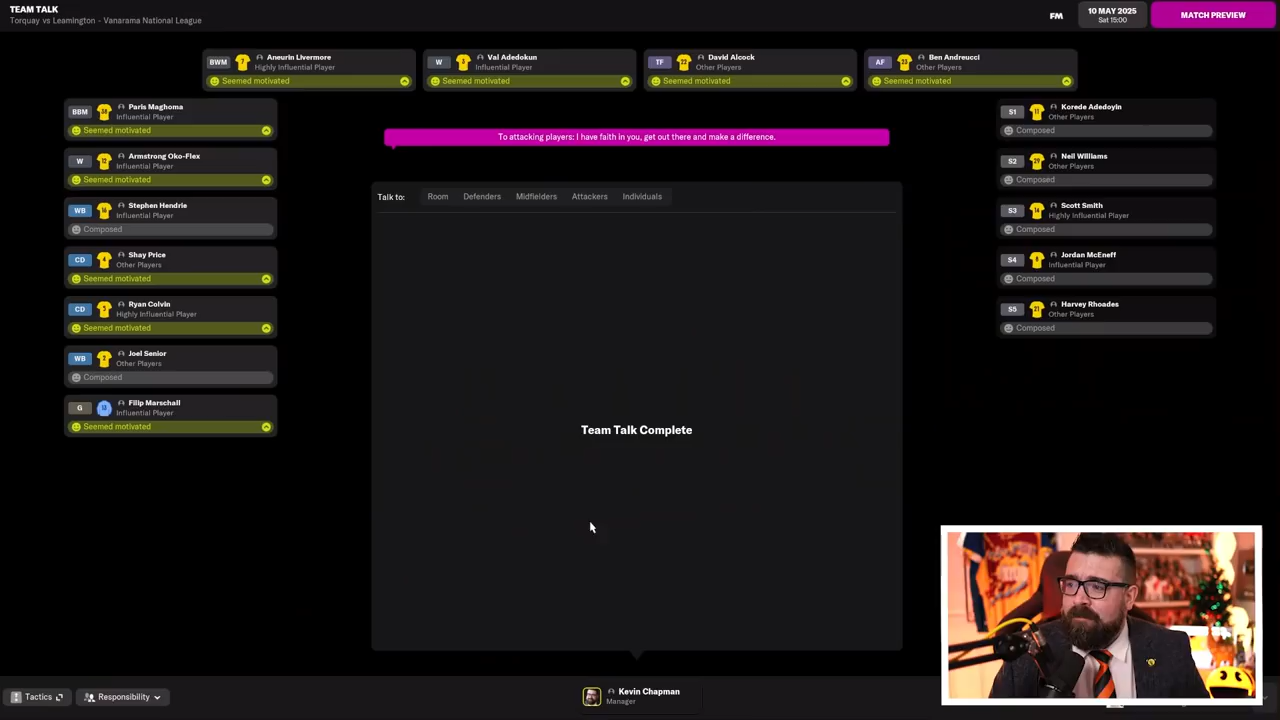 TEAM TALK
Torquay vs Leamington - Vanarama National League
FM
10 MAY 2025
Sat 15:00
MATCH PREVIEW
BWM
7
Aneurin Livermore
Highly Influential Player
Seemed motivated
W
Val Adedokun
Influential Player
Seemed motivated
TF
22
David Alcock
Other Players
Seemed motivated
AF
Ben Andreucci
Other Players
Seemed motivated
BBM
Paris Maghoma
Influential Player
Seemed motivated
W
12
Armstrong Oko-Flex
Influential Player
Seemed motivated
WB
Stephen Hendrie
Influential Player
Composed
CD
Shay Price
Other Players
Seemed motivated
CD
Ryan Colvin
Highly Influential Player
Seemed motivated
WB
2
Joel Senior
Other Players
Composed
G
13
Filip Marschall
Influential Player
Seemed motivated
To attacking players: I have faith in you, get out there and make a difference.
Talk to:
Room
Defenders
Midfielders
Attackers
Individuals
Team Talk Complete
S1
11
Korede Adedoyin
Other Players
Composed
S2
Neil Williams
Other Players
Composed
S3
14
Scott Smith
Highly Influential Player
Composed
S4
Jordan McEneff
Influential Player
Composed
S5
Harvey Rhoades
Other Players
Composed
Tactics
Responsibility
Kevin Chapman
Manager